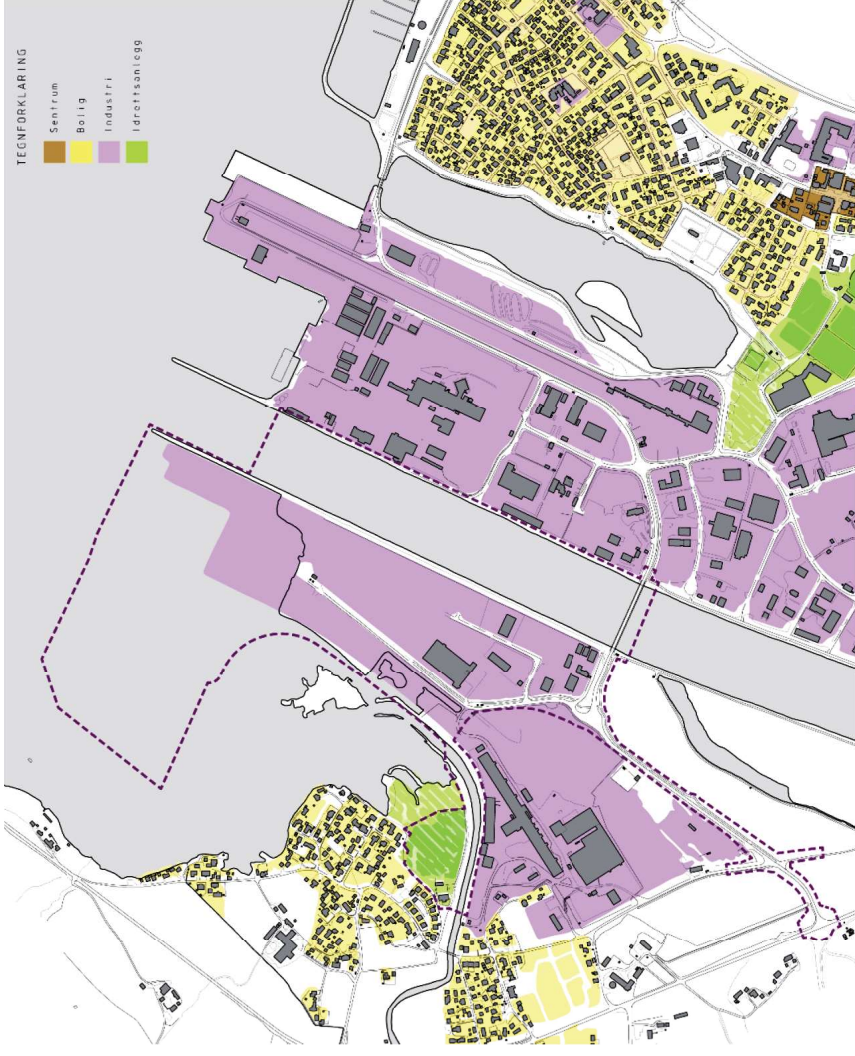 TEGNFORKLARING
Sentrum
Bolig
Industri
Idrettsanlegg